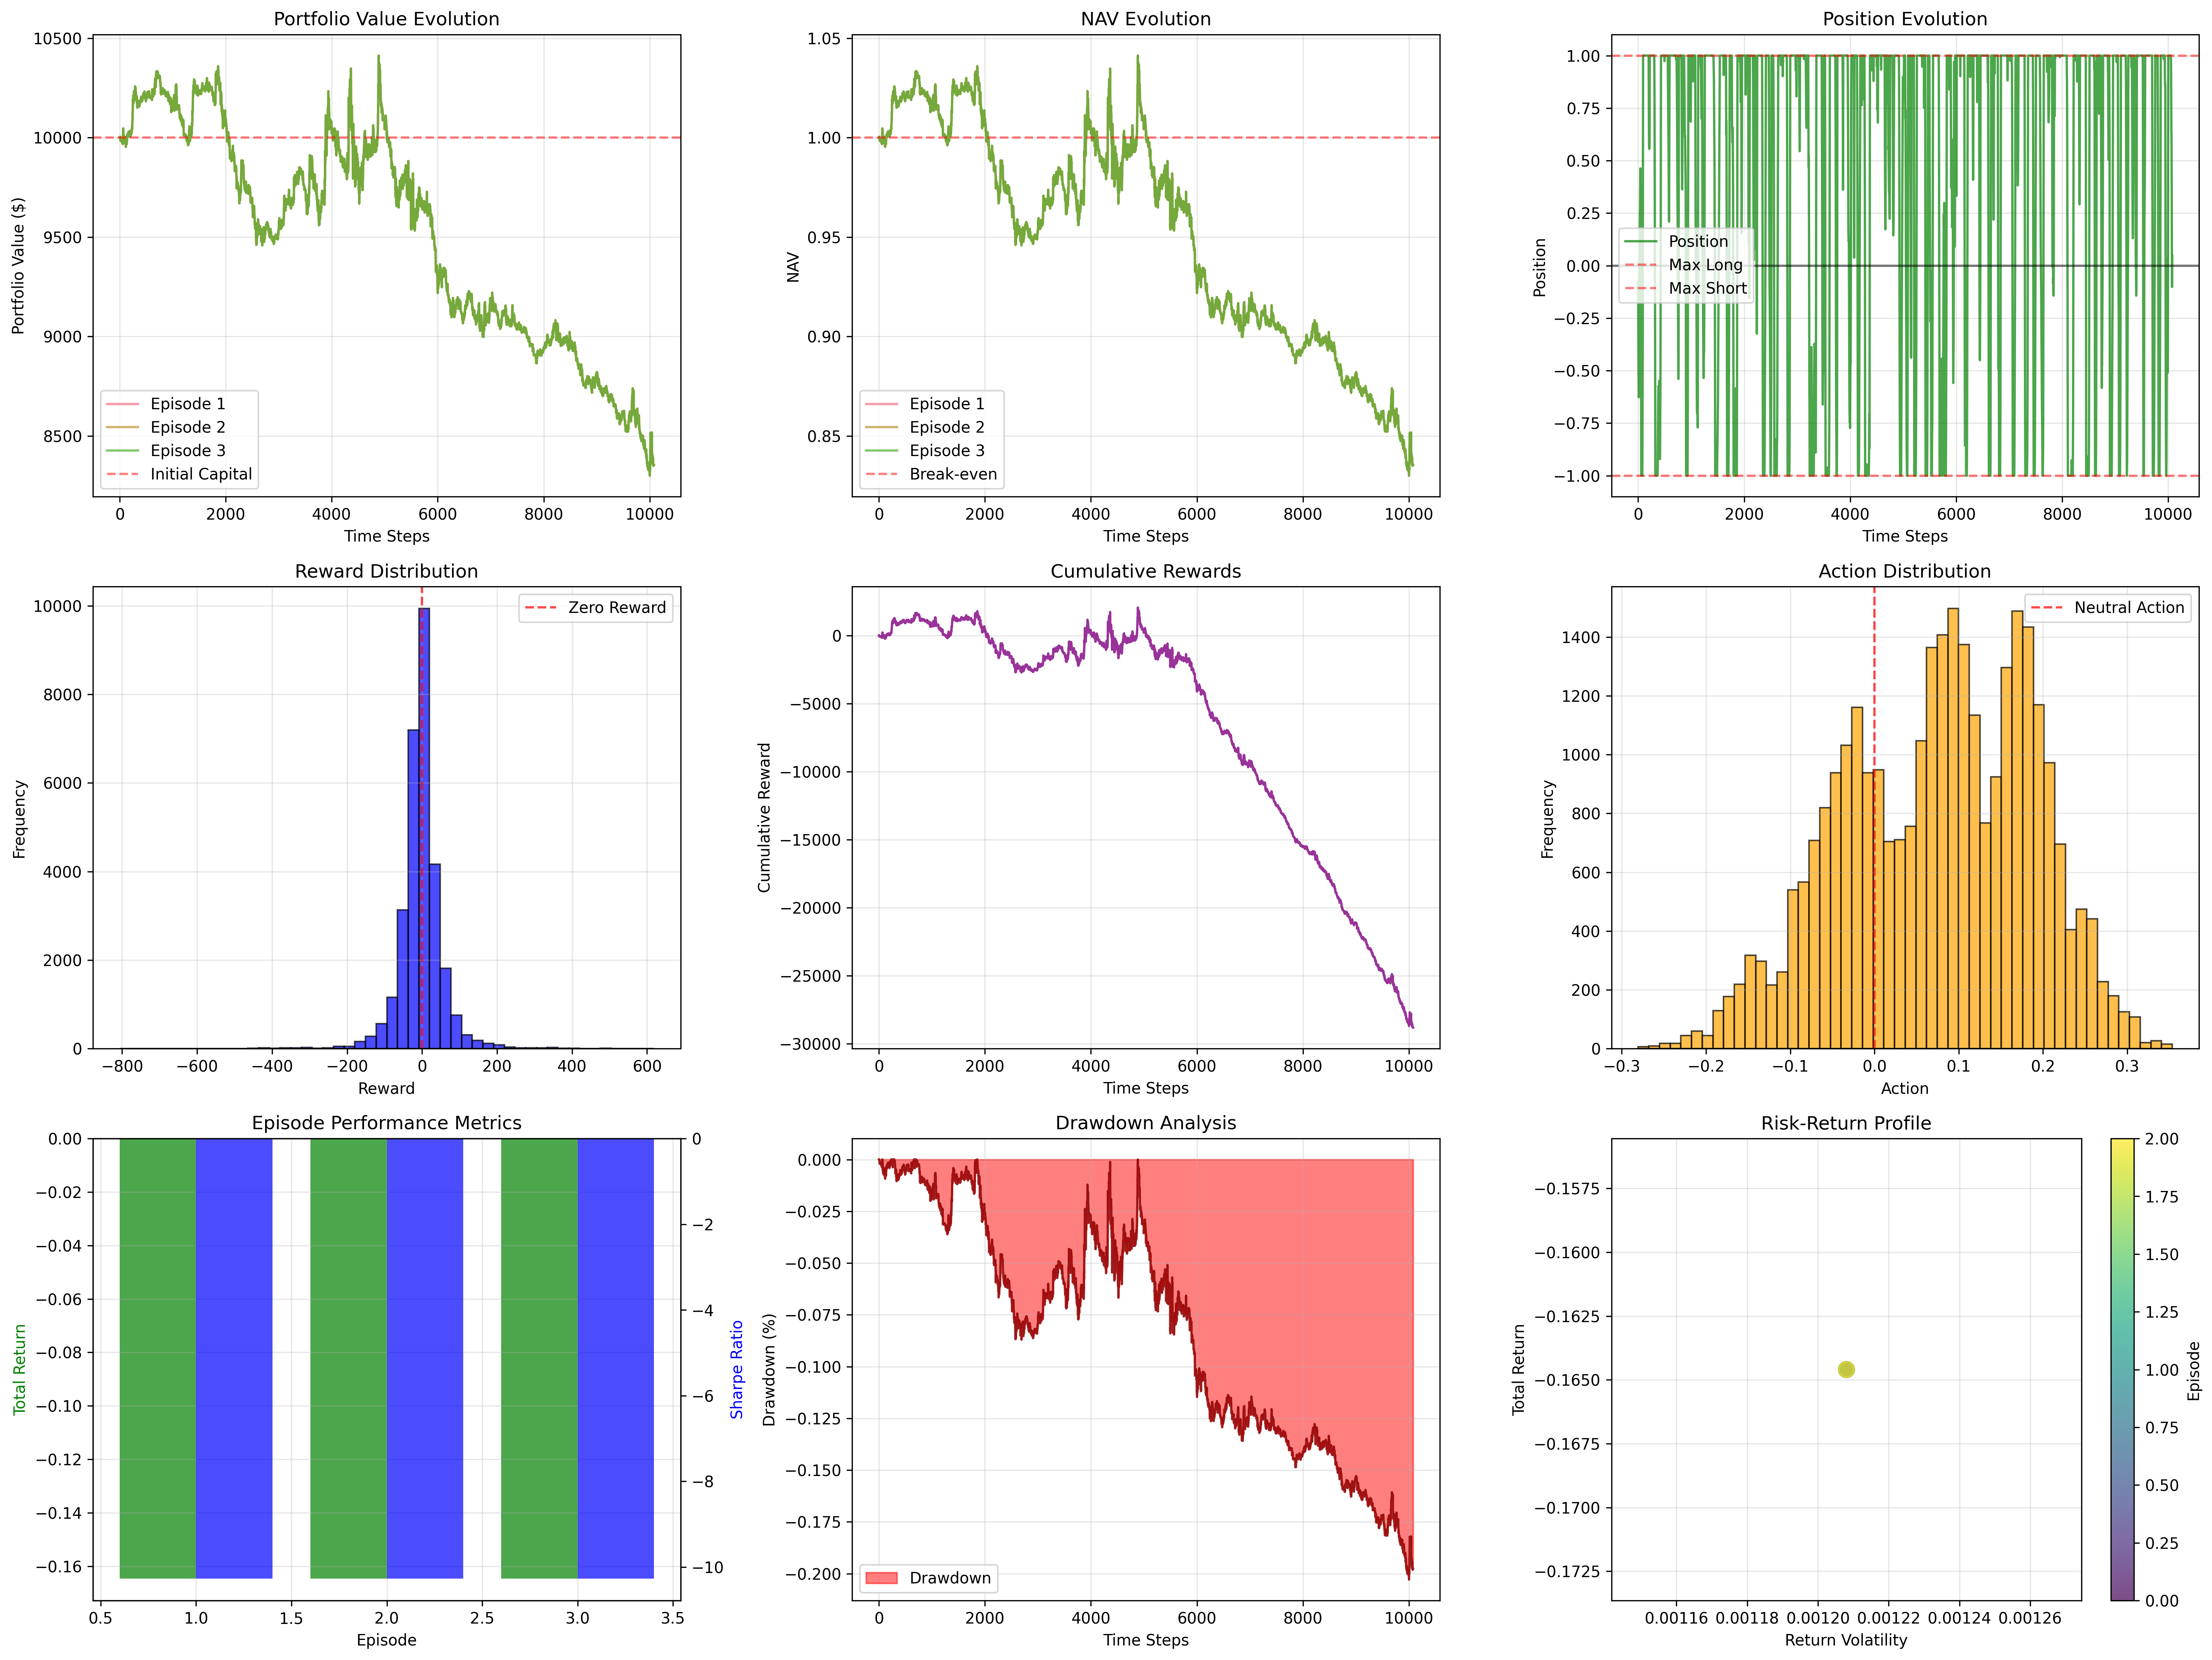 Portfolio Value Evolution
10500
10000
9500
9000
8500
Portfolio Value ($)
Episode 1
Episode 2
Episode 3
Initial Capital
0 2000 4000 6000 8000 10000
Time Steps
NAV Evolution
1.05
1.00
0.95
0.90
0.85
NAV
Episode 1
Episode 2
Episode 3
Break-even
0 2000 4000 6000 8000 10000
Time Steps
Position Evolution
1.00
0.75
0.50
0.25
0.00
−0.25
−0.50
−0.75
−1.00
Position
Position
Max Long
Max Short
0 2000 4000 6000 8000 10000
Time Steps
Reward Distribution
10000
8000
6000
4000
2000
0
Frequency
Zero Reward
−800 −600 −400 −200 0 200 400 600
Reward
Cumulative Rewards
0
−5000
−10000
−15000
−20000
−25000
−30000
Cumulative Reward
0 2000 4000 6000 8000 10000
Time Steps
Action Distribution
1400
1200
1000
800
600
400
200
0
Frequency
Neutral Action
−0.3 −0.2 −0.1 0.0 0.1 0.2 0.3
Action
Episode Performance Metrics
0.00
−0.02
−0.04
−0.06
−0.08
−0.10
−0.12
−0.14
−0.16
Total Return
0
−2
−4
−6
−8
−10
Sharpe Ratio
0.5 1.0 1.5 2.0 2.5 3.0 3.5
Episode
Drawdown Analysis
0.000
−0.025
−0.050
−0.075
−0.100
−0.125
−0.150
−0.175
−0.200
Drawdown (%)
Drawdown
0 2000 4000 6000 8000 10000
Time Steps
Risk-Return Profile
−0.1575
−0.1600
−0.1625
−0.1650
−0.1675
−0.1700
−0.1725
Total Return
0.00116 0.00118 0.00120 0.00122 0.00124 0.00126
Return Volatility
2.00
1.75
1.50
1.25
1.00
0.75
0.50
0.25
0.00
Episode